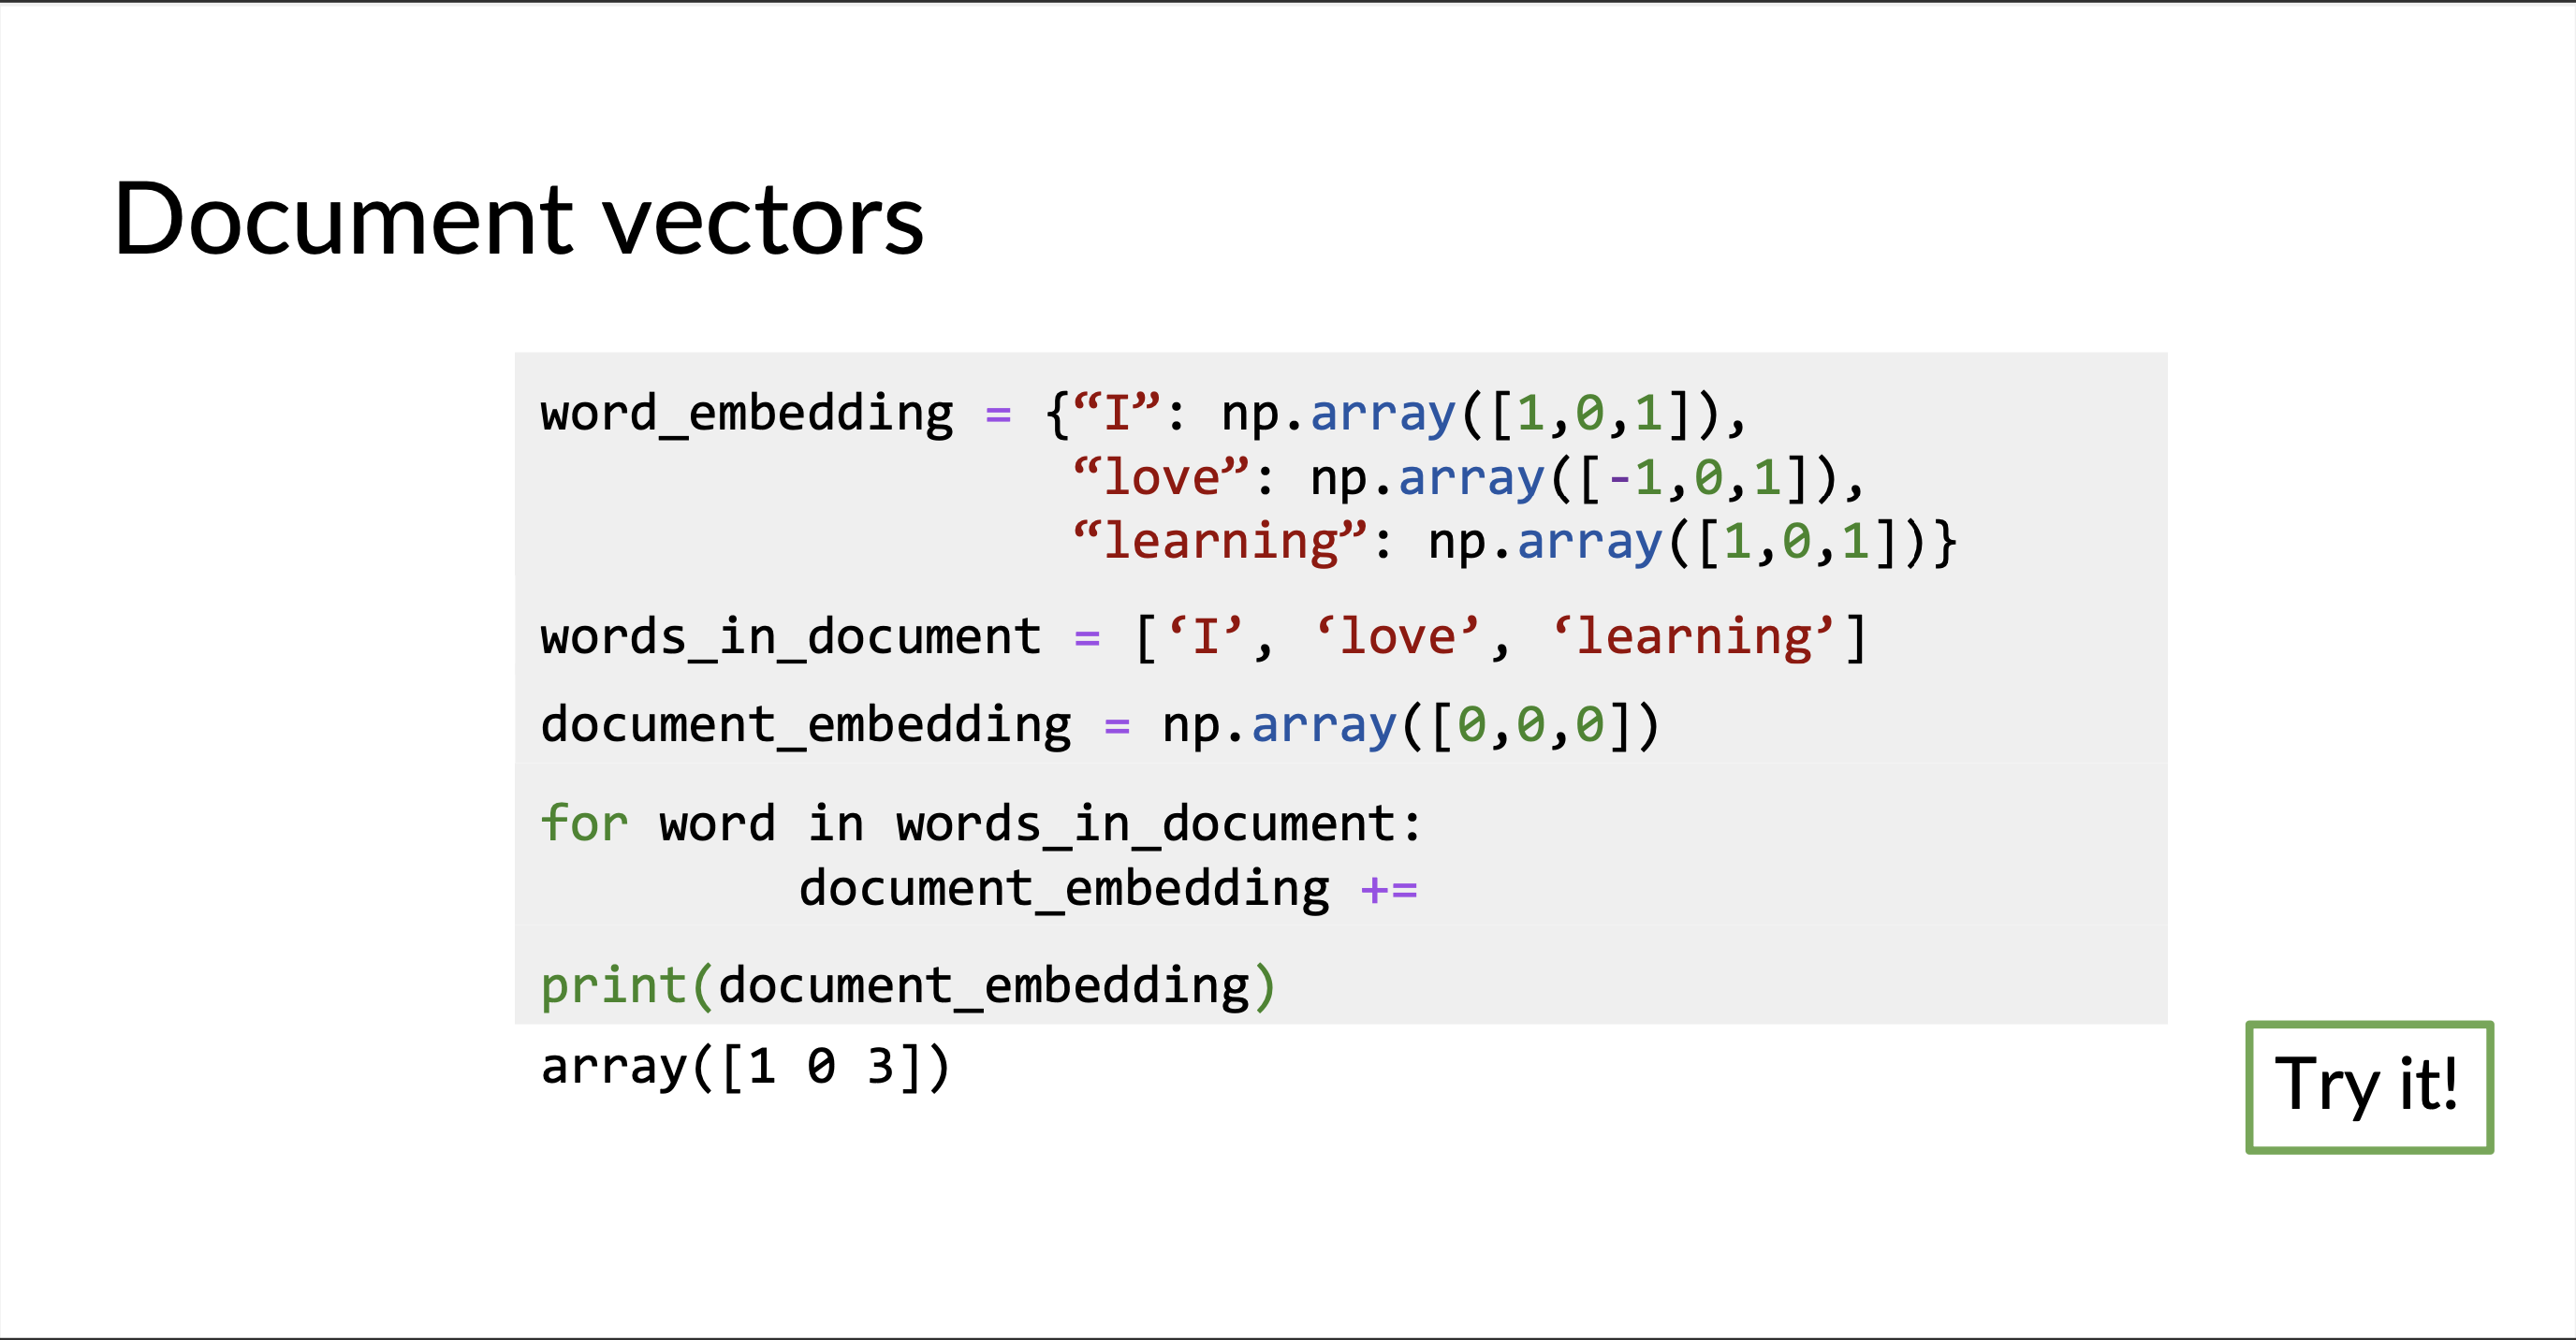 Document vectors
word_embedding = {“I”: np.array([1,0,1]),
“love”: np.array([-1,0,1]),
“learning”: np.array([1,0,1])}
words_in_document = [‘I’, ‘love’, ‘learning’]
document_embedding = np.array([0,0,0])
for word in words_in_document:
document_embedding +=
print(document_embedding)
array([1 0 3])
Try it!